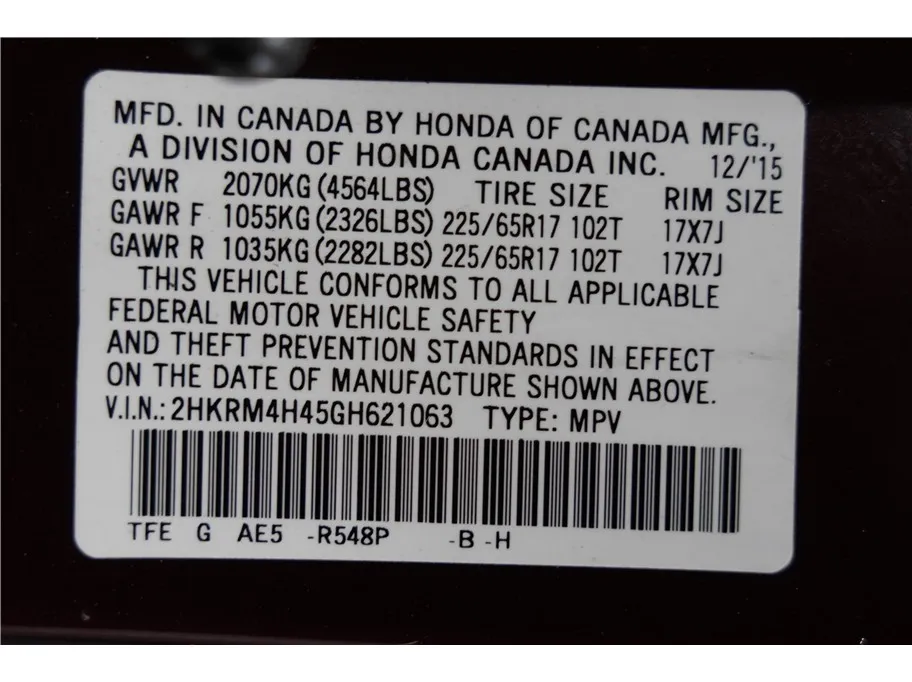 MFD. IN CANADA BY HONDA OF CANADA MFG.,
A DIVISION OF HONDA CANADA INC. 12/'15
GVWR 2070KG (4564LBS) TIRE SIZE RIM SIZE
GAWR F 1055KG (2326LBS) 225/65R17 102T 17X7J
GAWR R 1035KG (2282LBS) 225/65R17 102T 17X7J
THIS VEHICLE CONFORMS TO ALL APPLICABLE
FEDERAL MOTOR VEHICLE SAFETY
AND THEFT PREVENTION STANDARDS IN EFFECT
ON THE DATE OF MANUFACTURE SHOWN ABOVE.
V.I.N.: 2HKRM4H45GH621063 TYPE: MPV
TFE G AE5 -R548P -B -H